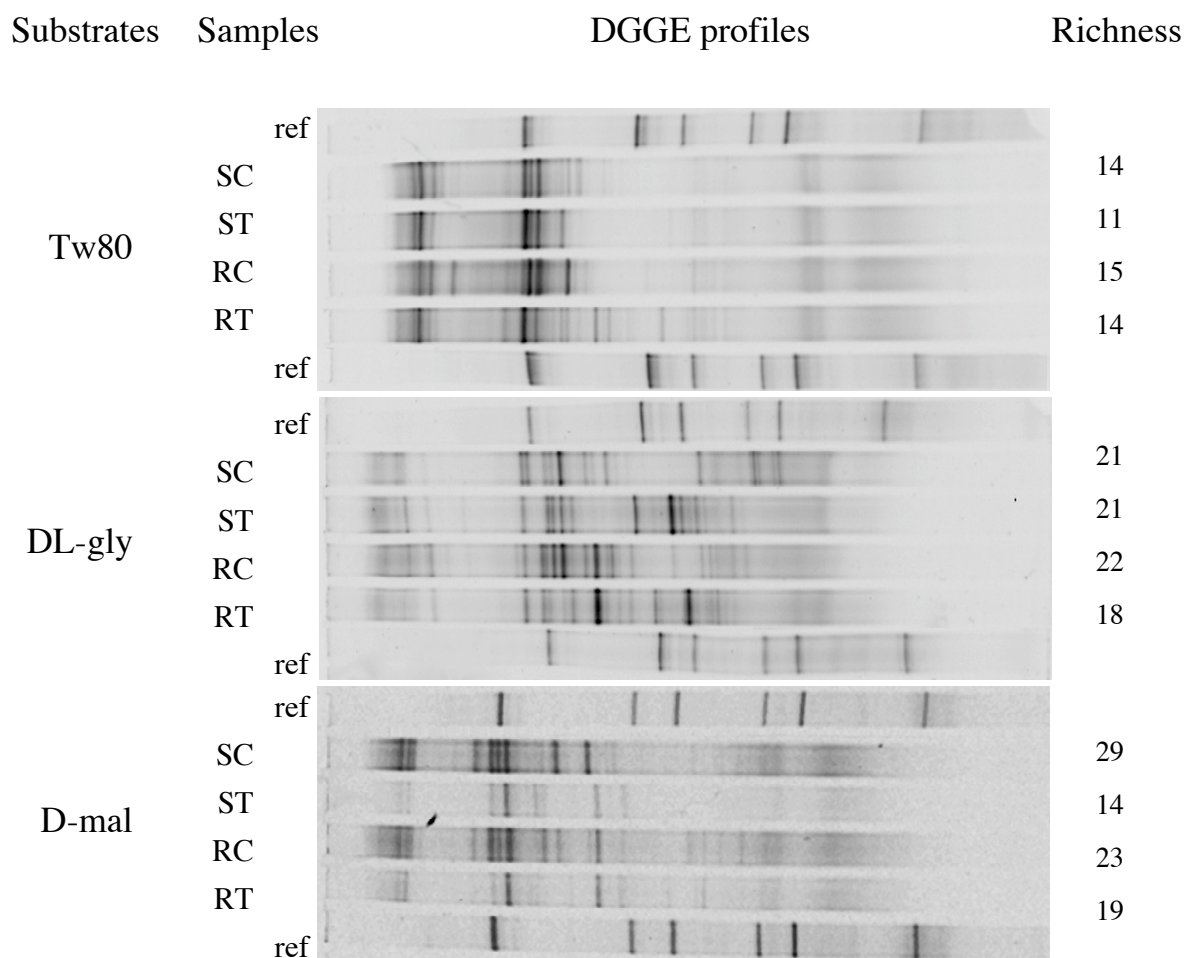 Substrates Samples DGGE profiles Richness
ref
SC 14
ST 11
Tw80
RC 15
RT 14
ref
ref
SC 21
ST 21
DL-gly
RC 22
RT 18
ref
ref
SC 29
ST 14
D-mal
RC 23
RT 19
ref